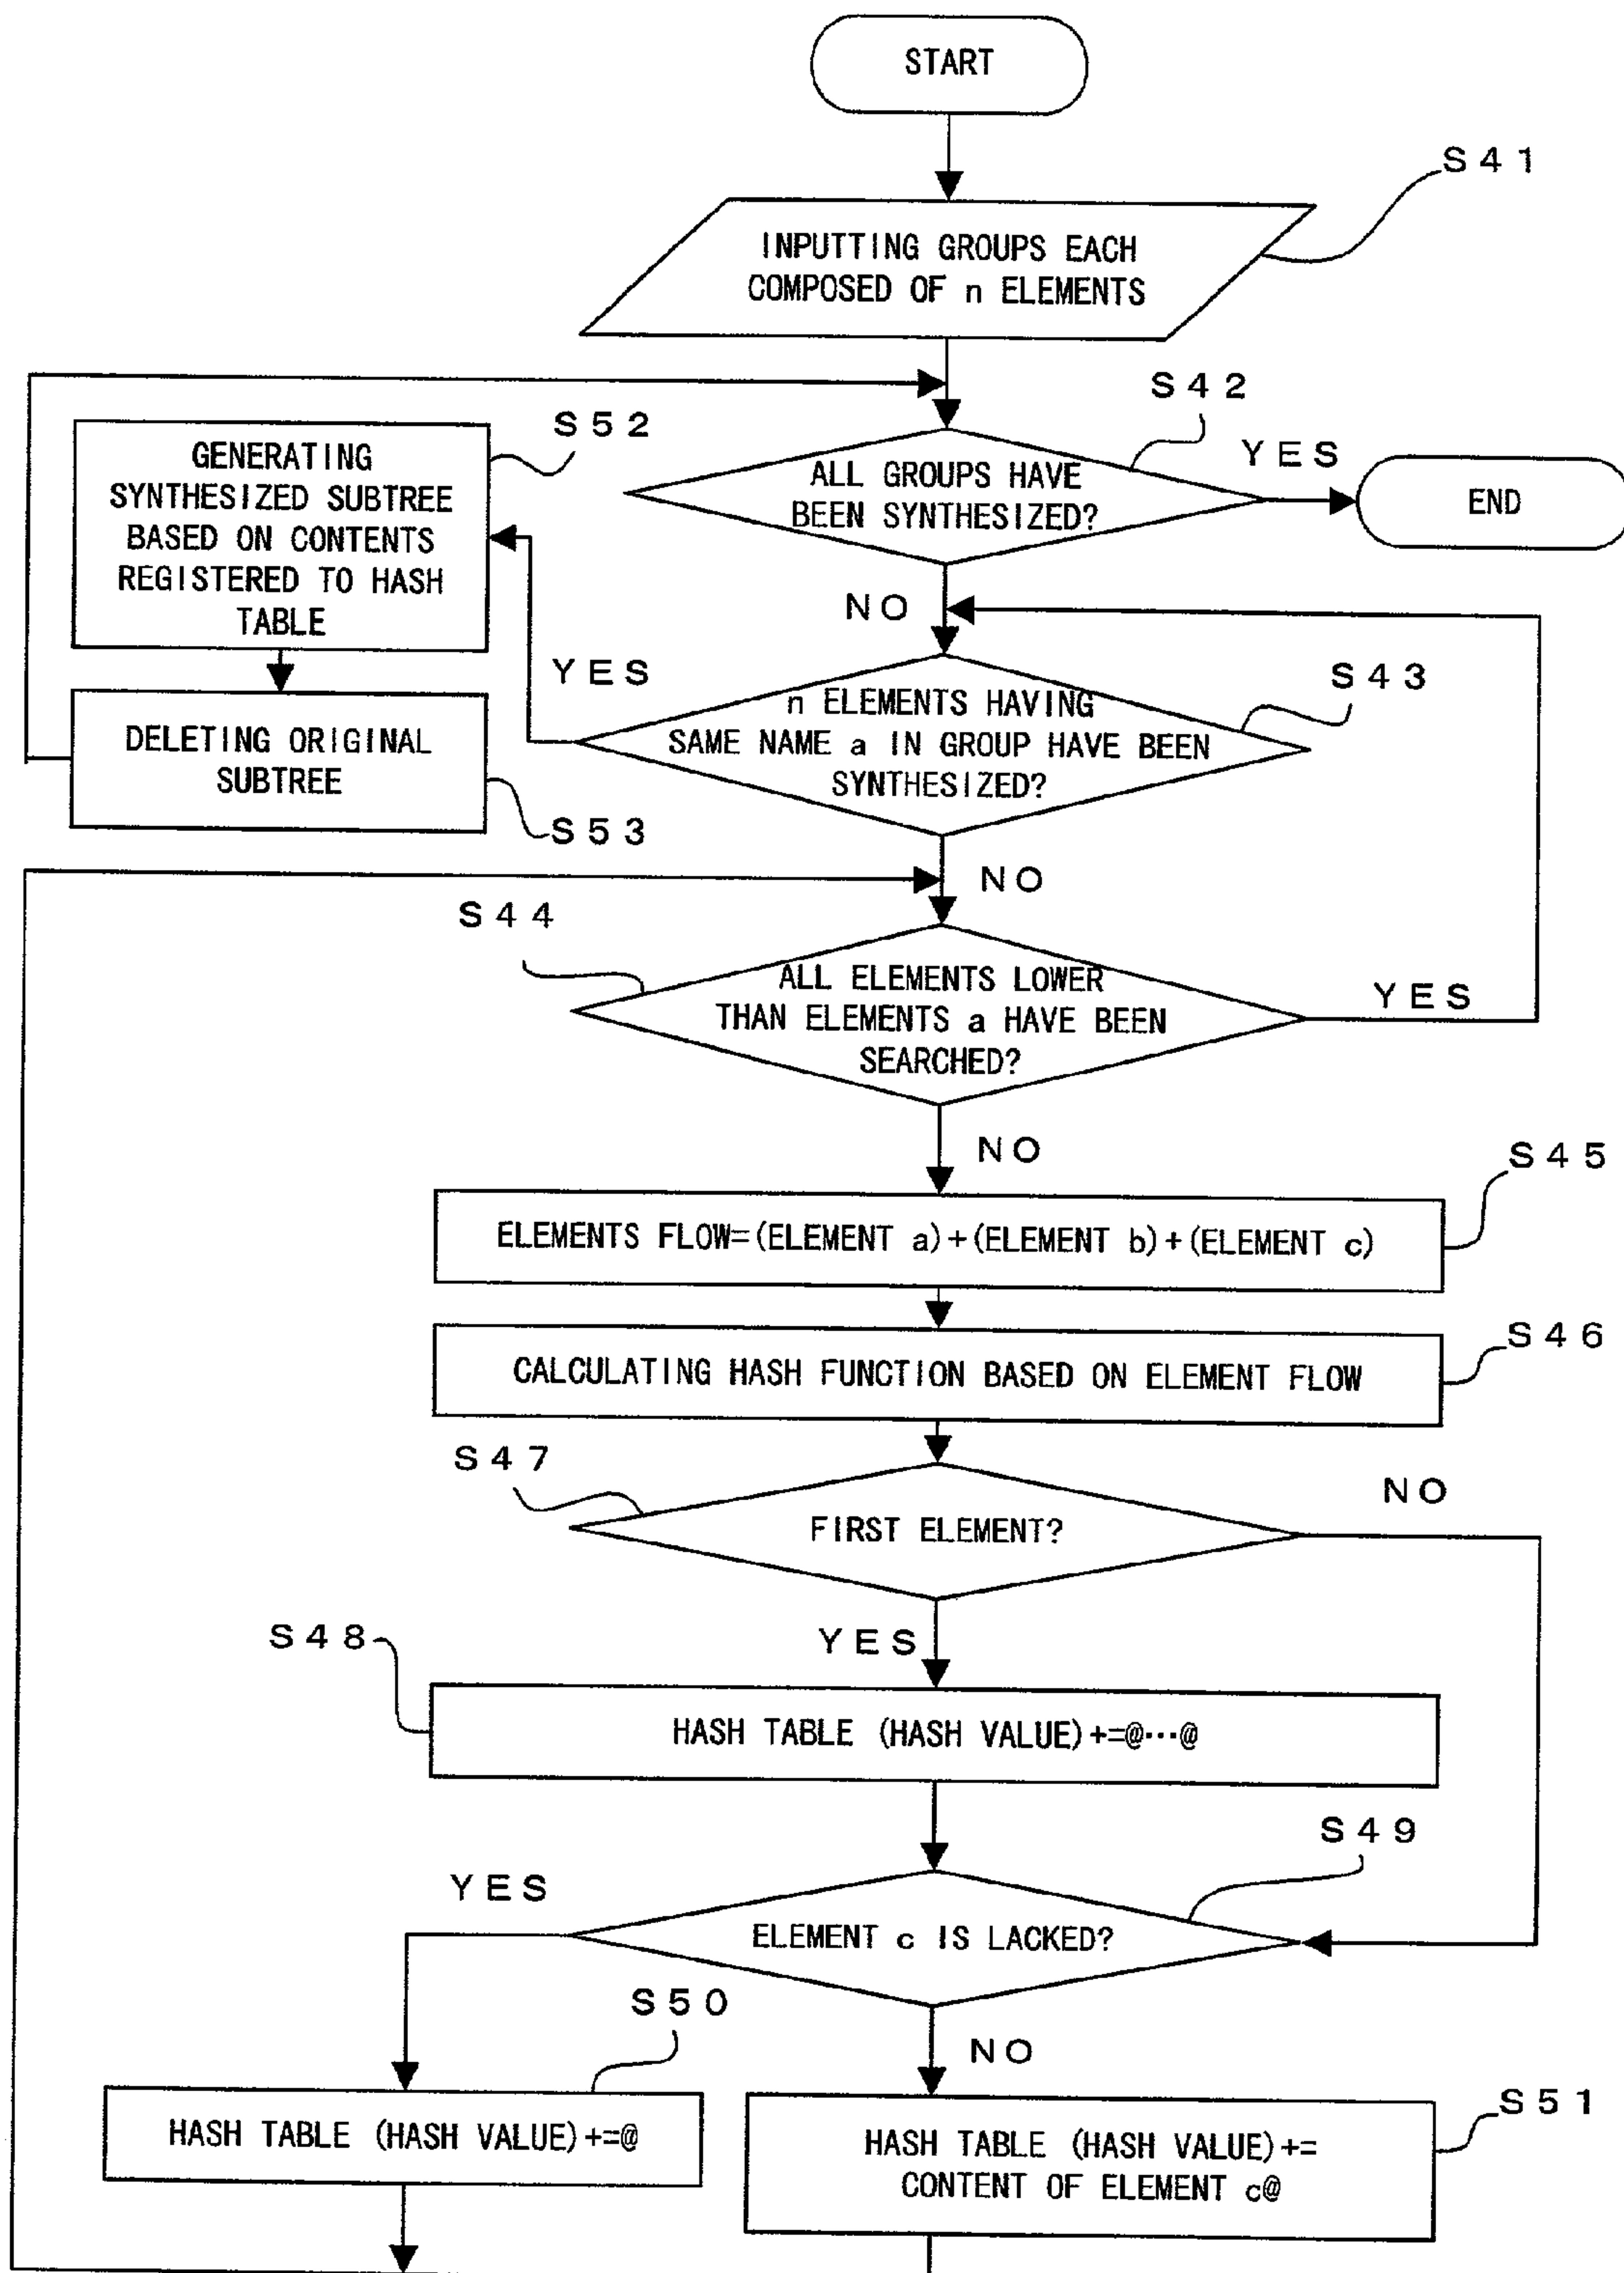 START
S41
INPUTTING GROUPS EACH
COMPOSED OF n ELEMENTS
S42
S52
GENERATING
SYNTHESIZED SUBTREE
BASED ON CONTENTS
REGISTERED TO HASH
TABLE
ALL GROUPS HAVE
BEEN SYNTHESIZED?
YES
END
NO
YES
S43
n ELEMENTS HAVING
SAME NAME a IN GROUP HAVE BEEN
SYNTHESIZED?
DELETING ORIGINAL
SUBTREE
S53
NO
S44
ALL ELEMENTS LOWER
THAN ELEMENTS a HAVE BEEN
SEARCHED?
YES
NO
S45
ELEMENTS FLOW=(ELEMENT a)+(ELEMENT b)+(ELEMENT c)
S46
CALCULATING HASH FUNCTION BASED ON ELEMENT FLOW
S47
NO
FIRST ELEMENT?
S48
YES
HASH TABLE (HASH VALUE)+=@···@
S49
YES
ELEMENT c IS LACKED?
S50
NO
HASH TABLE (HASH VALUE)+=@
S51
HASH TABLE (HASH VALUE)+=
CONTENT OF ELEMENT c@